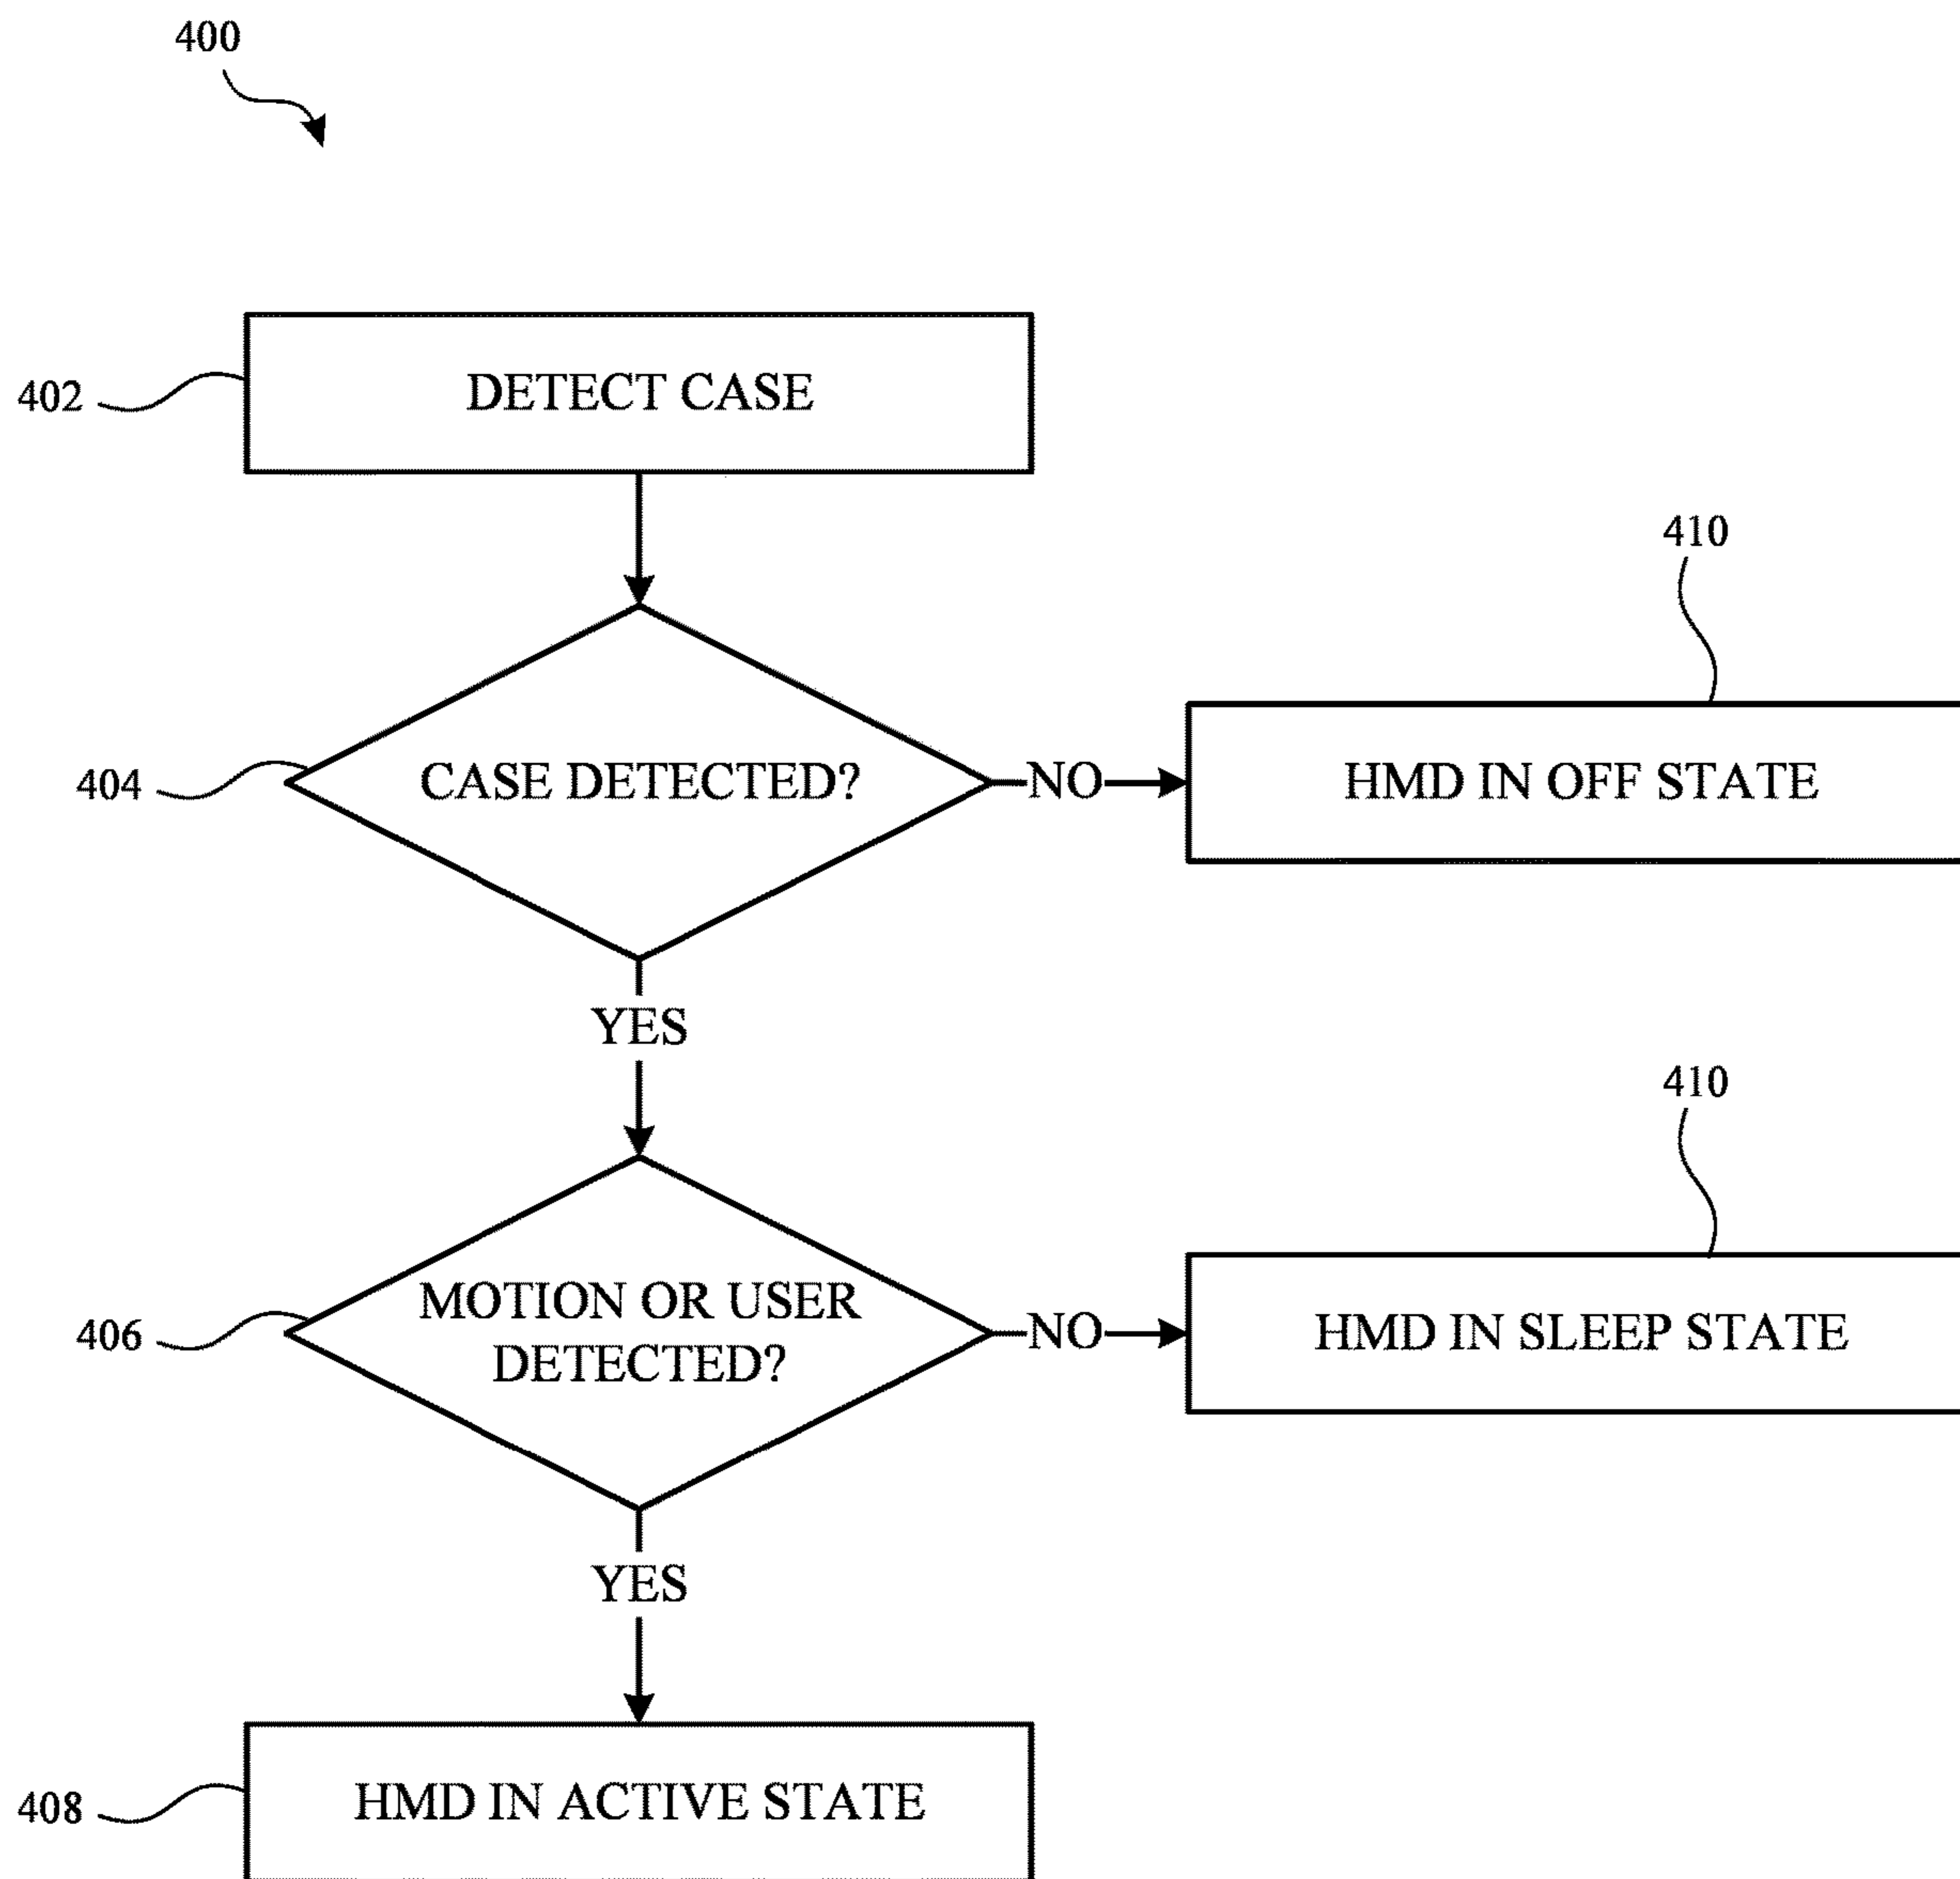 400
402
DETECT CASE
410
404
CASE DETECTED?
NO
HMD IN OFF STATE
YES
410
406
MOTION OR USER
DETECTED?
NO
HMD IN SLEEP STATE
YES
408
HMD IN ACTIVE STATE